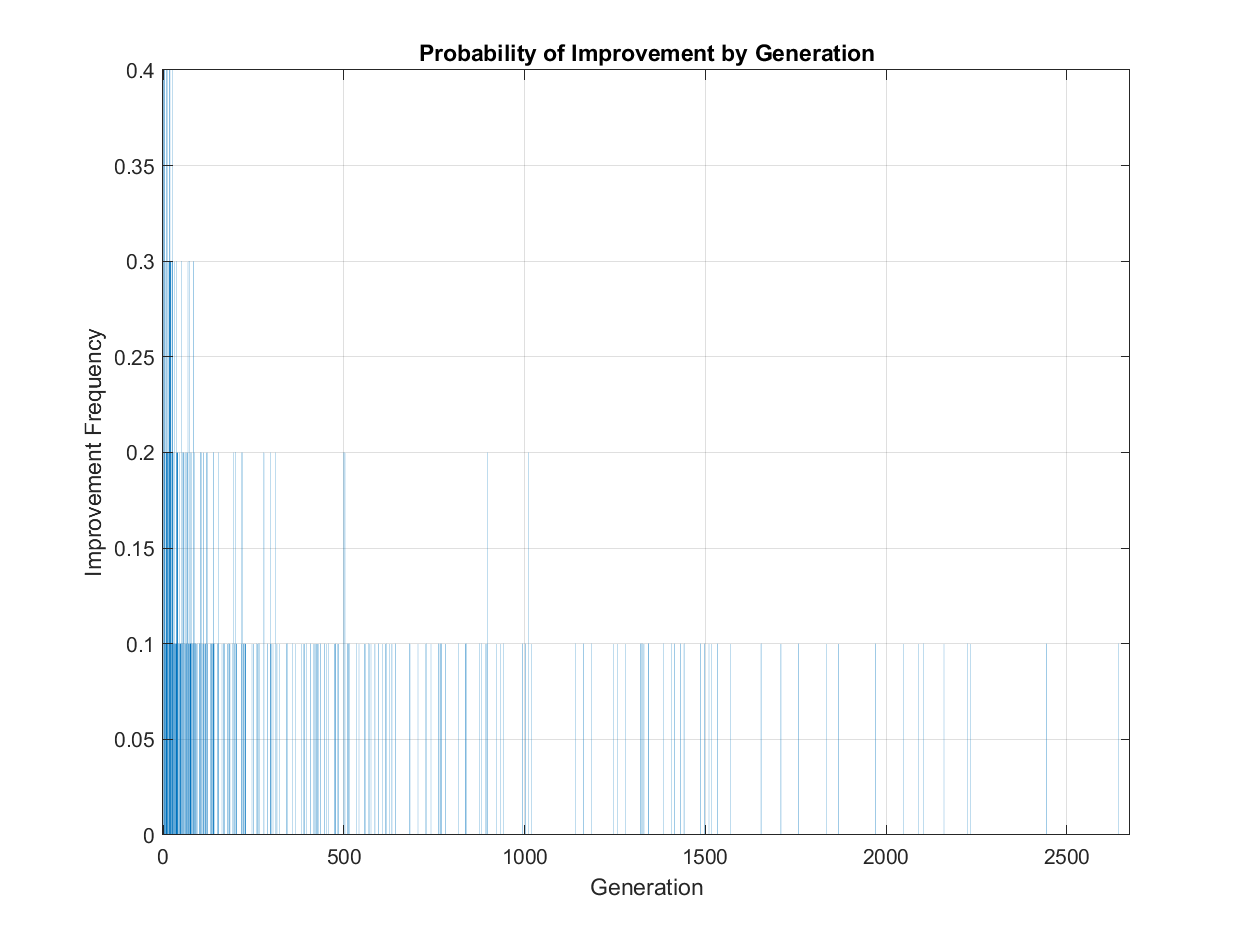 Probability of Improvement by Generation
0.4
0.35
0.3
0.25
0.2
0.15
0.1
0.05
0
Improvement Frequency
0 500 1000 1500 2000 2500
Generation